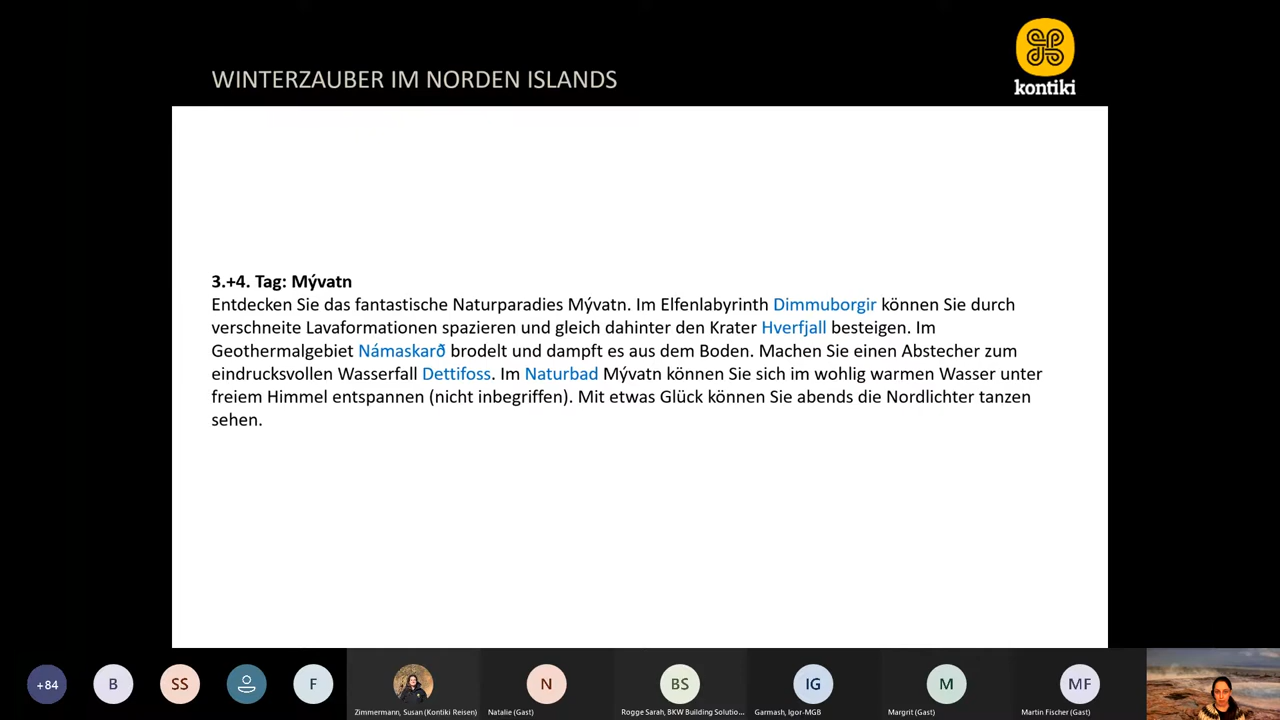 WINTERZAUBER IM NORDEN ISLANDS
kontiki
3.+4. Tag: Mývatn
Entdecken Sie das fantastische Naturparadies Mývatn. Im Elfenlabyrinth Dimmuborgir können Sie durch
verschneite Lavaformationen spazieren und gleich dahinter den Krater Hverfjall besteigen. Im
Geothermalgebiet Námaskarð brodelt und dampft es aus dem Boden. Machen Sie einen Abstecher zum
eindrucksvollen Wasserfall Dettifoss. Im Naturbad Mývatn können Sie sich im wohlig warmen Wasser unter
freiem Himmel entspannen (nicht inbegriffen). Mit etwas Glück können Sie abends die Nordlichter tanzen
sehen.
+84
B
SS
F
N
BS
IG
M
MF
Zimmermann, Susan (Kontiki Reisen)
Natalie (Gast)
Rogge Sarah, BKW Building Solutio...
Garmash, Igor-MGB
Margrit (Gast)
Martin Fischer (Gast)